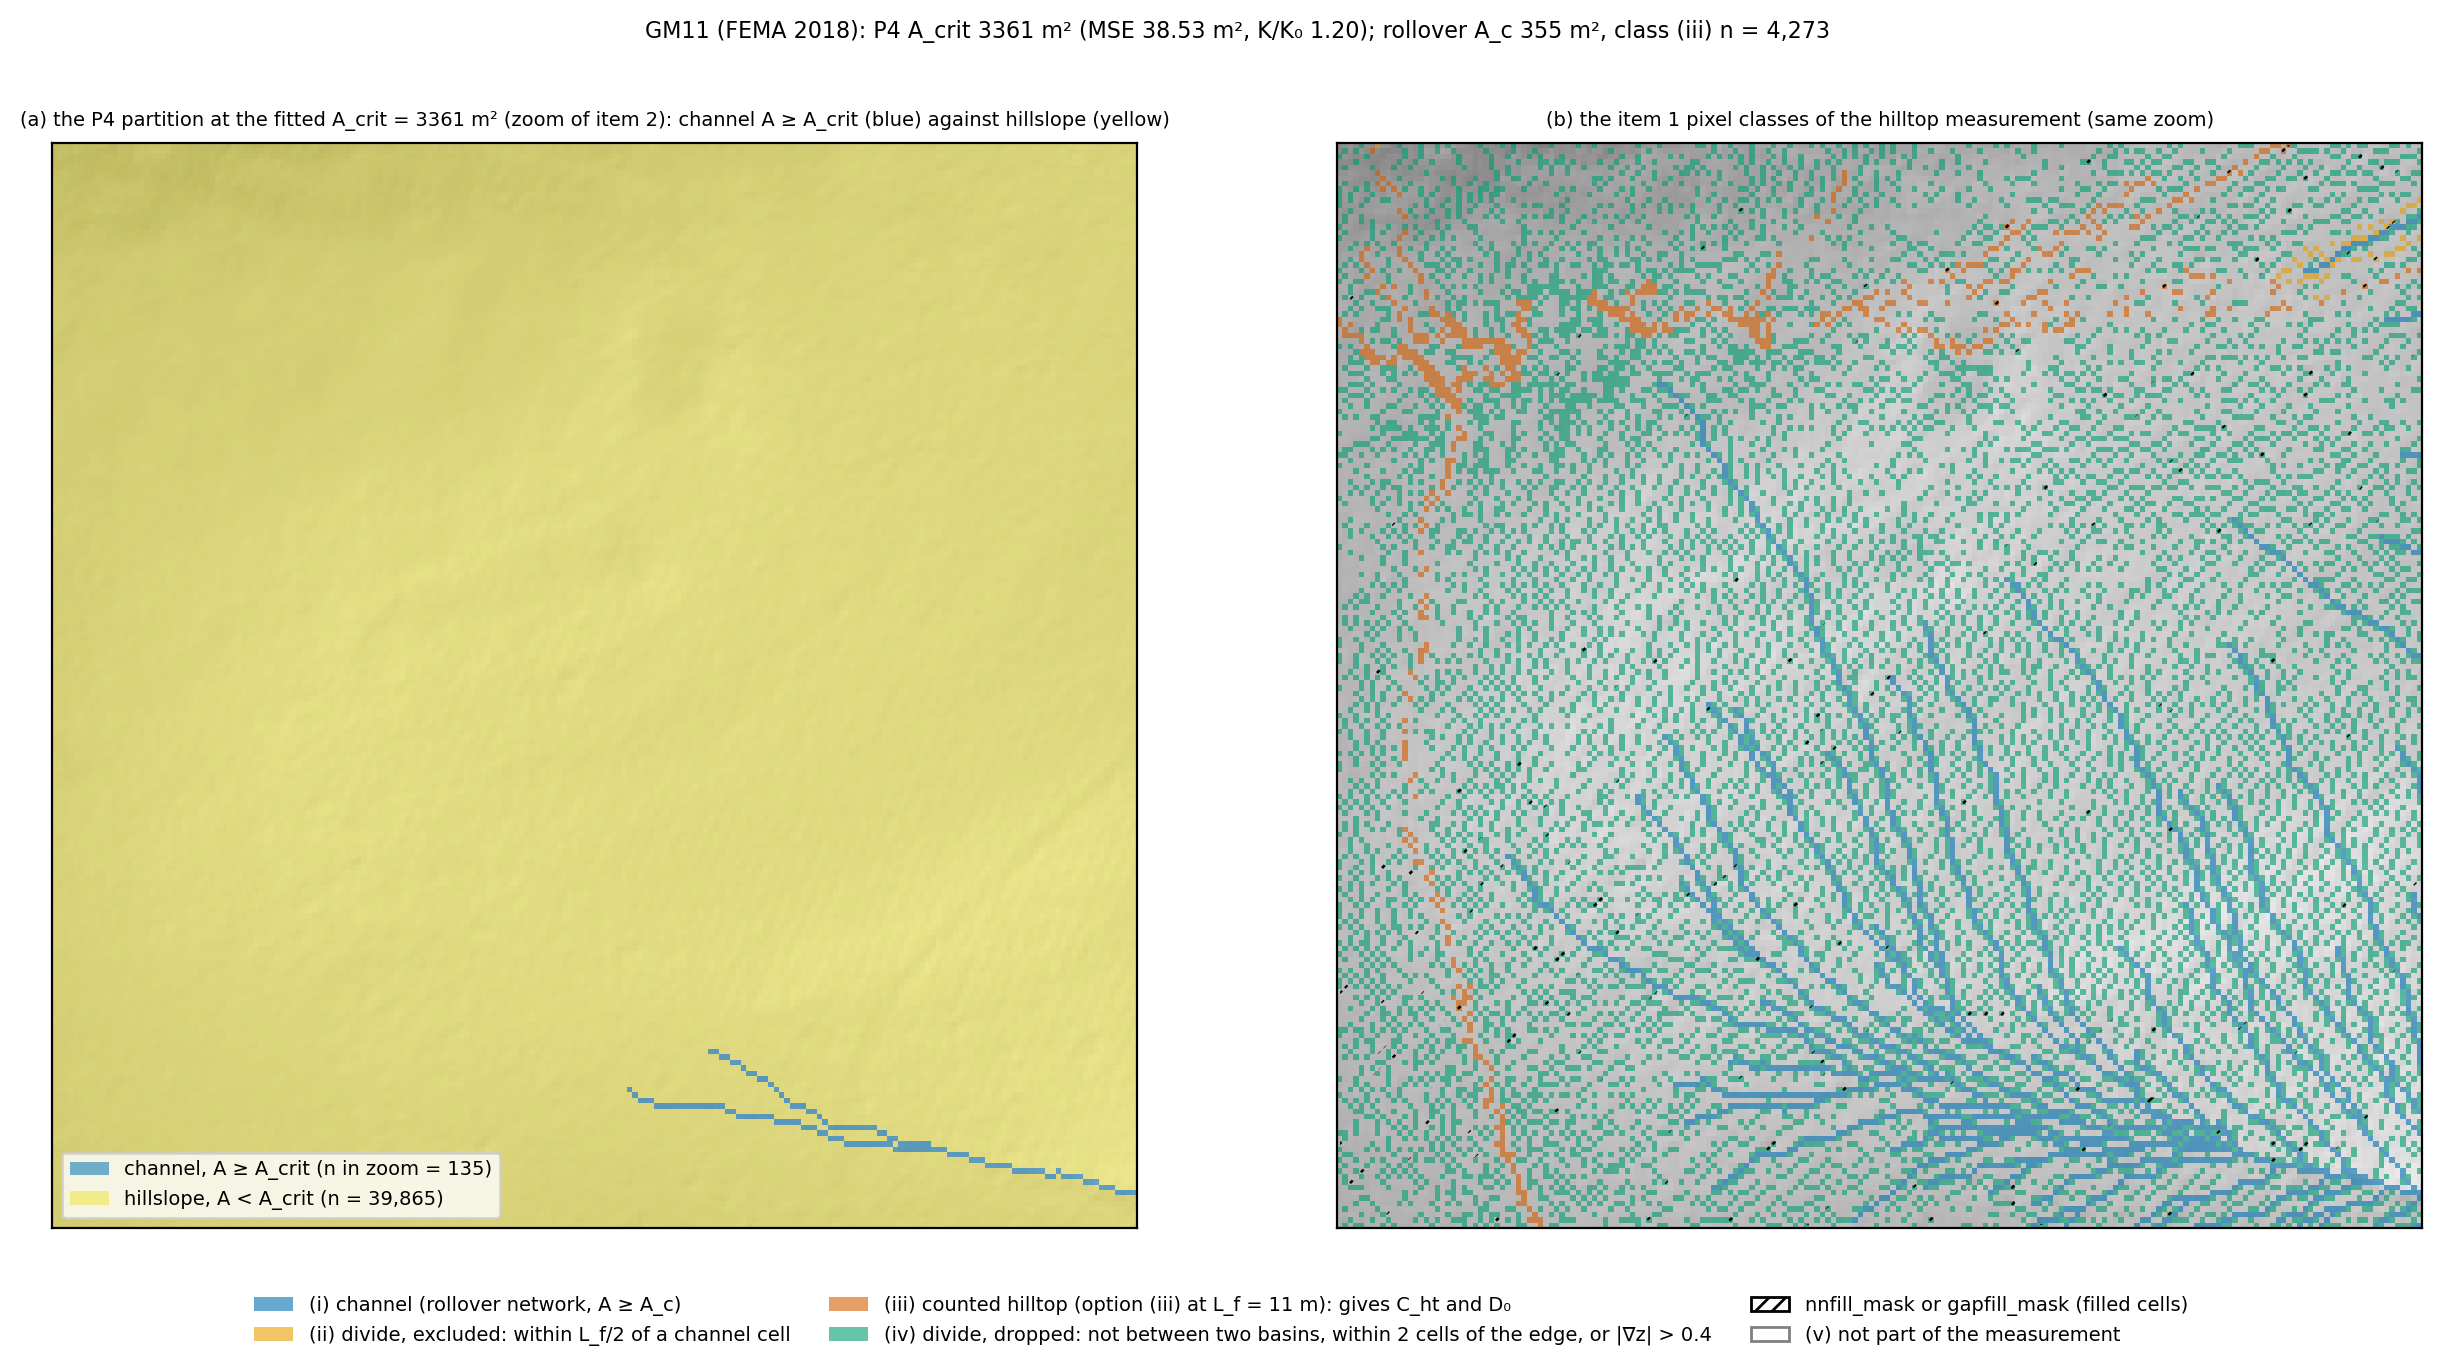 GM11 (FEMA 2018): P4 A_crit 3361 m² (MSE 38.53 m², K/K₀ 1.20); rollover A_c 355 m², class (iii) n = 4,273
(a) the P4 partition at the fitted A_crit = 3361 m² (zoom of item 2): channel A ≥ A_crit (blue) against hillslope (yellow)
(b) the item 1 pixel classes of the hilltop measurement (same zoom)
channel, A ≥ A_crit (n in zoom = 135)
hillslope, A < A_crit (n = 39,865)
(i) channel (rollover network, A ≥ A_c)
(ii) divide, excluded: within L_f/2 of a channel cell
(iii) counted hilltop (option (iii) at L_f = 11 m): gives C_ht and D₀
(iv) divide, dropped: not between two basins, within 2 cells of the edge, or |∇z| > 0.4
nnfill_mask or gapfill_mask (filled cells)
(v) not part of the measurement